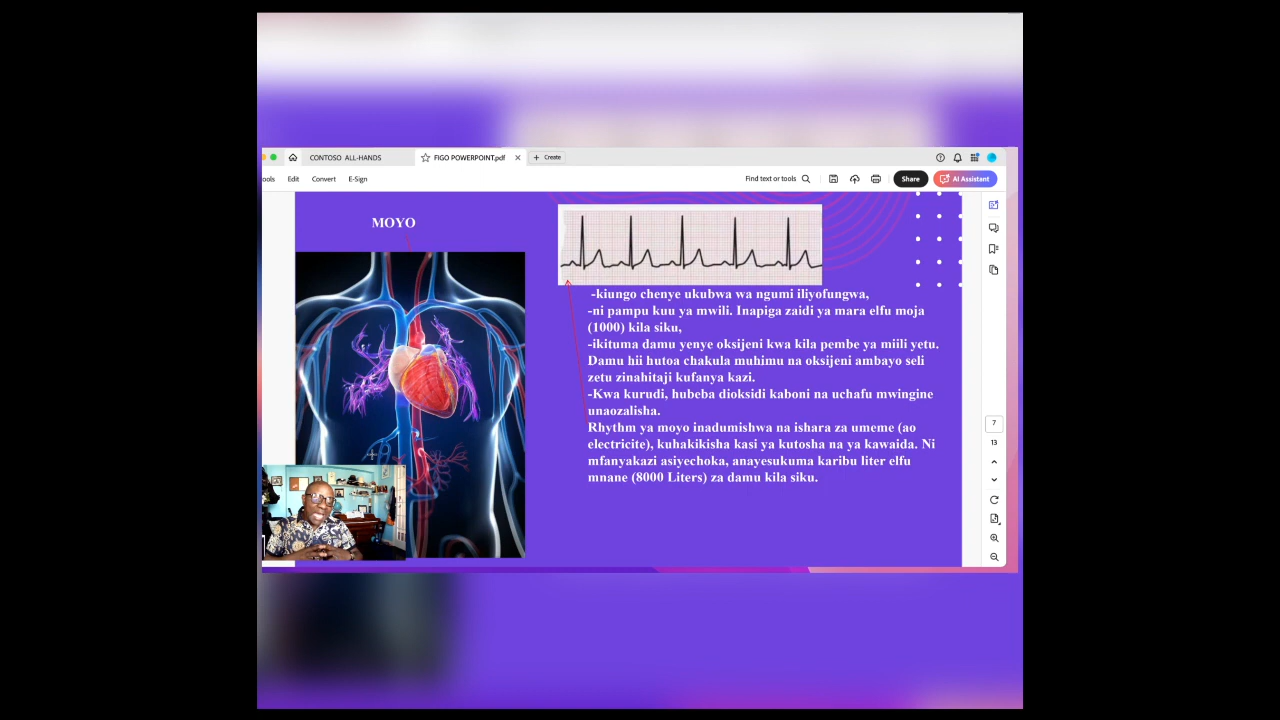 CONTOSO ALL-HANDS
FIGO POWERPOINT.pdf
Create
Edit
Convert
E-Sign
Find text or tools
Share
AI Assistant
MOYO
-kiungo chenye ukubwa wa ngumi iliyofungwa,
-ni pampu kuu ya mwili. Inapiga zaidi ya mara elfu moja
(1000) kila siku,
-ikituma damu yenye oksijeni kwa kila pembe ya miili yetu.
Damu hii hutoa chakula muhimu na oksijeni ambayo seli
zetu zinahitaji kufanya kazi.
-Kwa kurudi, hubeba dioksidi kaboni na uchafu mwingine
unaozalisha.
Rhythm ya moyo inadumishwa na ishara za umeme (ao
electricite), kuhakikisha kasi ya kutosha na ya kawaida. Ni
mfanyakazi asiyechoka, anayesukuma karibu liter elfu
mnane (8000 Liters) za damu kila siku.
7
13